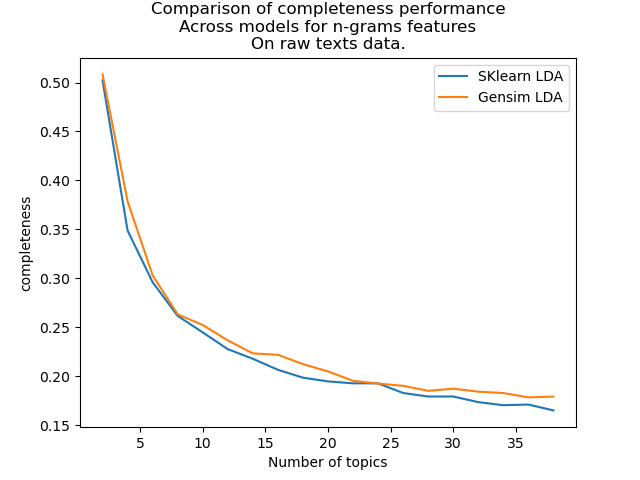 Comparison of completeness performance
Across models for n-grams features
On raw texts data.
SKlearn LDA
Gensim LDA
completeness
0.50
0.45
0.40
0.35
0.30
0.25
0.20
0.15
5 10 15 20 25 30 35
Number of topics